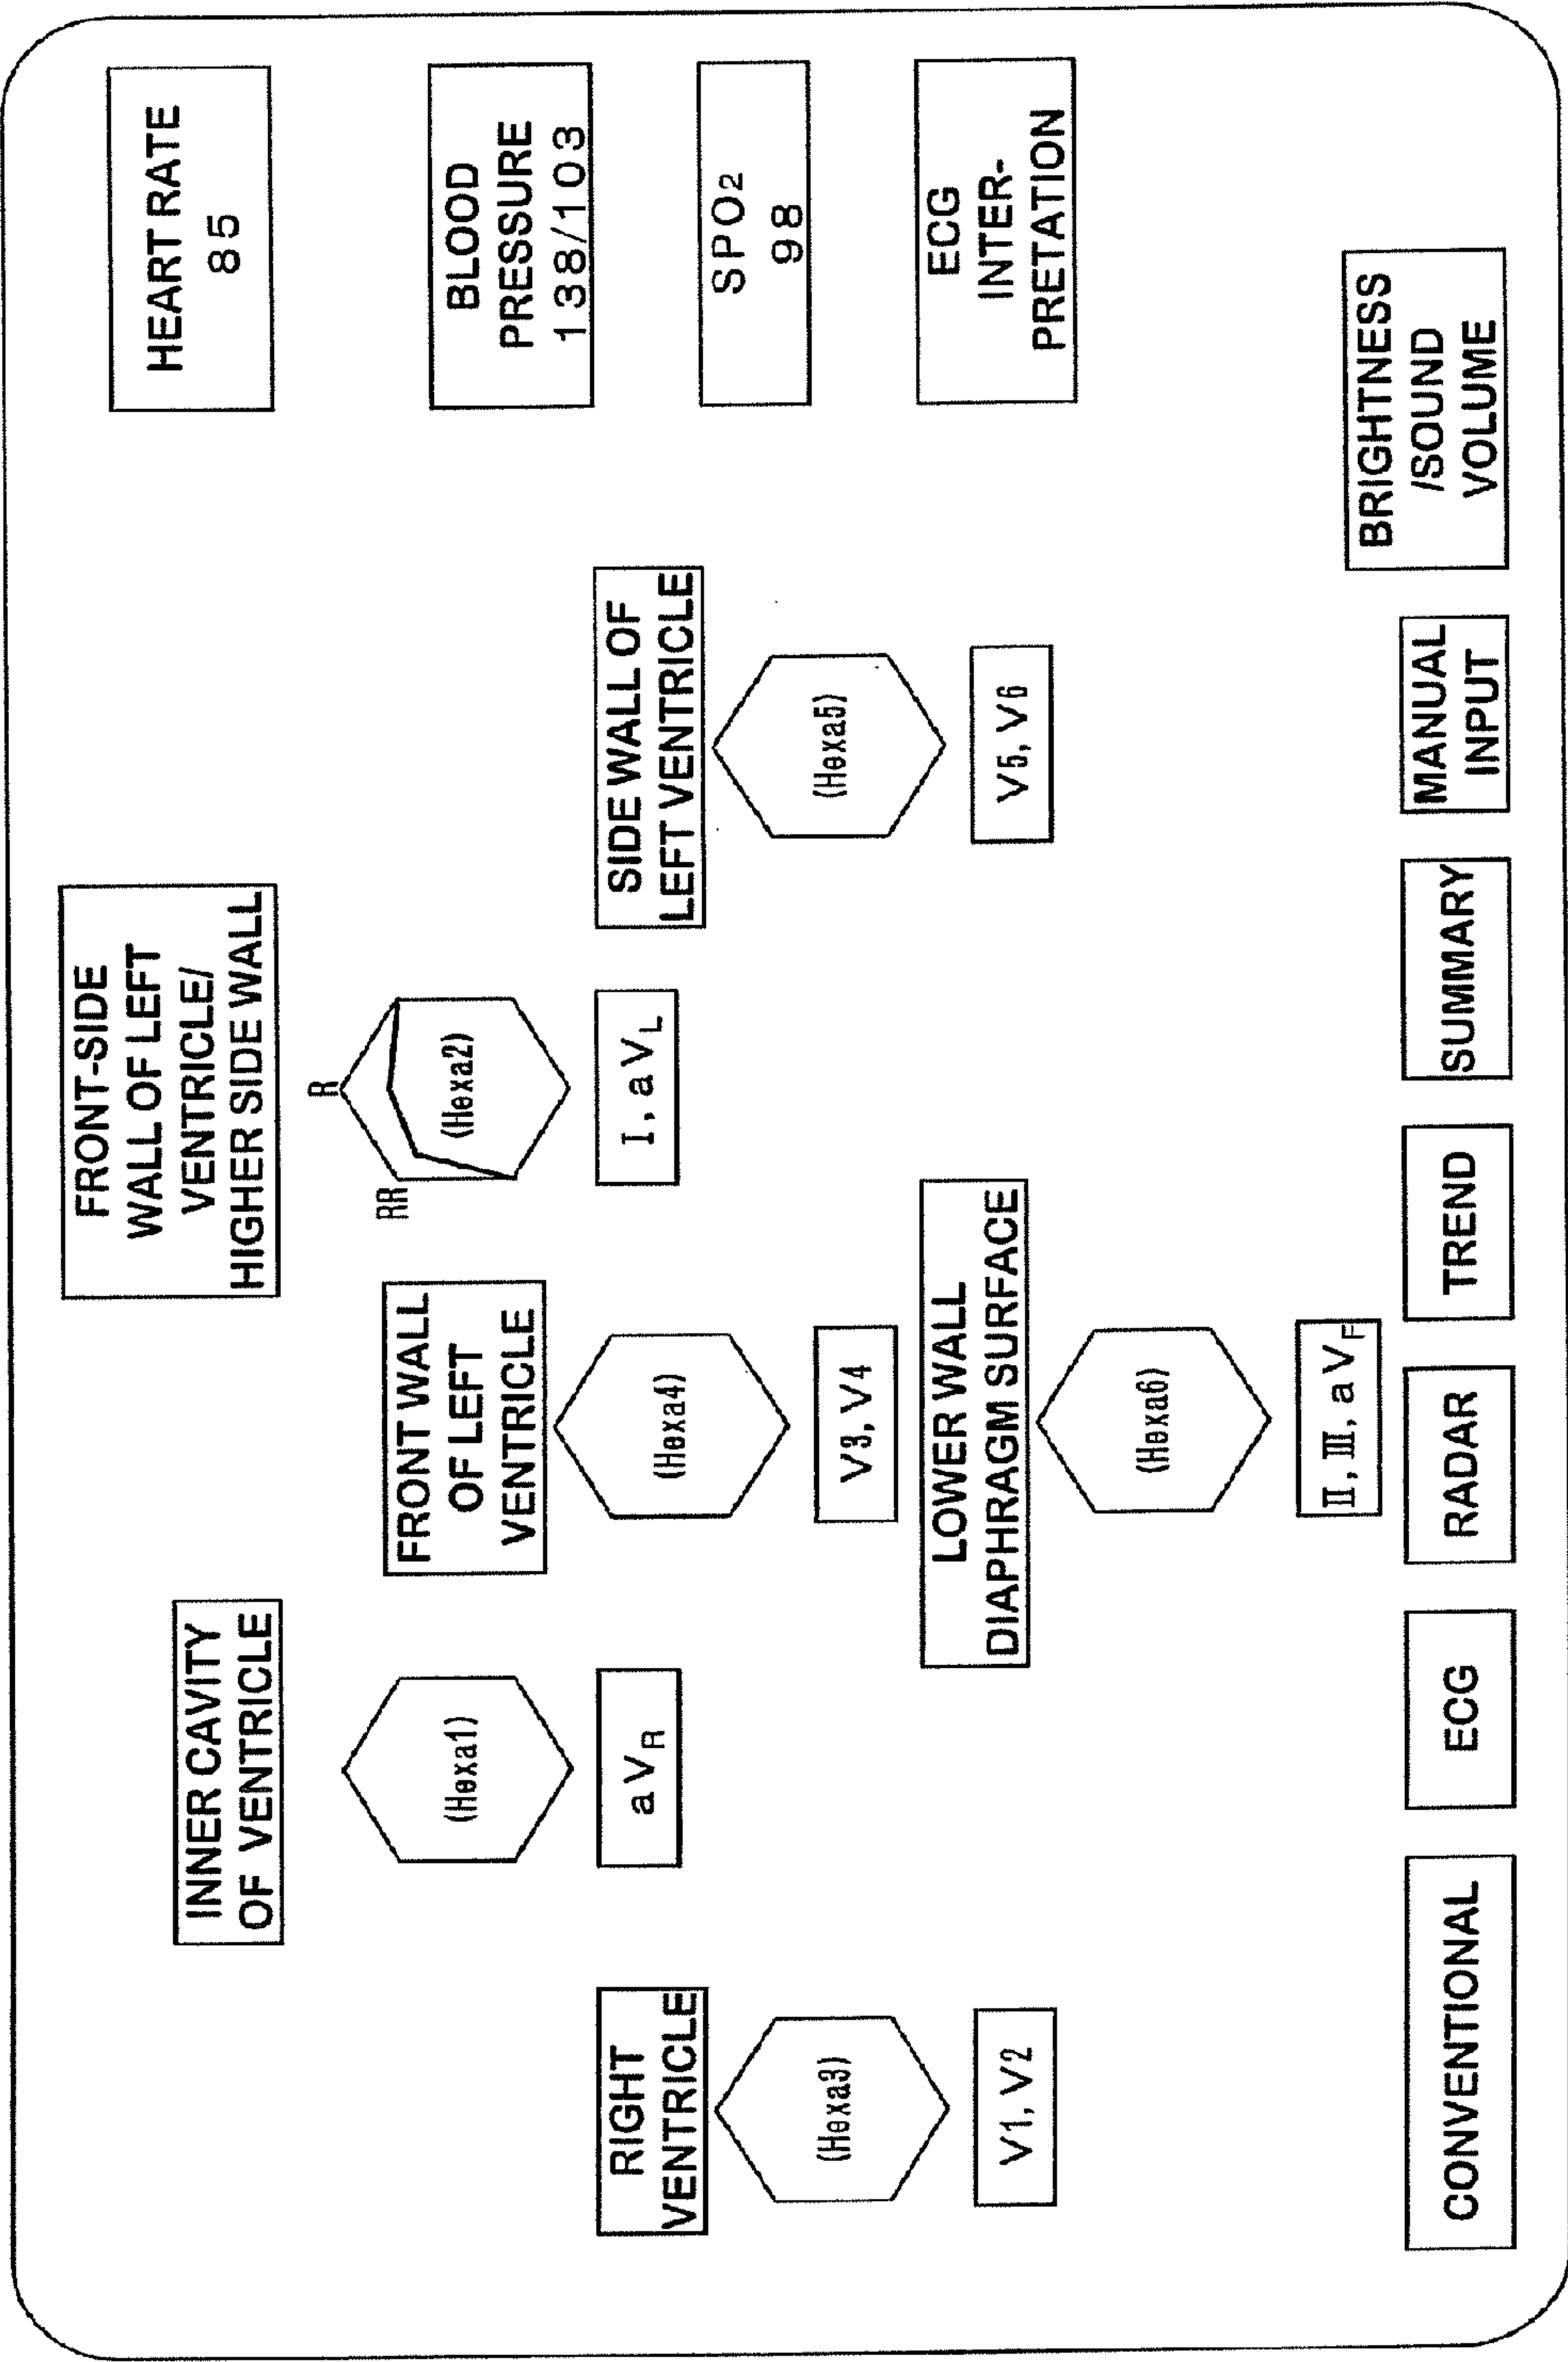 FRONT-SIDE
WALL OF LEFT
VENTRICLE/
HIGHER SIDE WALL
HEART RATE
85
INNER CAVITY
OF VENTRICLE
R
RR
(Hexa1)
(Hexa2)
aVR
I, aVL
FRONT WALL
OF LEFT
VENTRICLE
(Hexa4)
V3, V4
BLOOD
PRESSURE
138/103
RIGHT
VENTRICLE
(Hexa3)
V1, V2
SIDE WALL OF
LEFT VENTRICLE
(Hexa5)
V5, V6
SPO2
98
LOWER WALL
DIAPHRAGM SURFACE
(Hexa6)
II, III, aVF
ECG
INTER-
PRETATION
CONVENTIONAL
ECG
RADAR
TREND
SUMMARY
MANUAL
INPUT
BRIGHTNESS
/SOUND
VOLUME